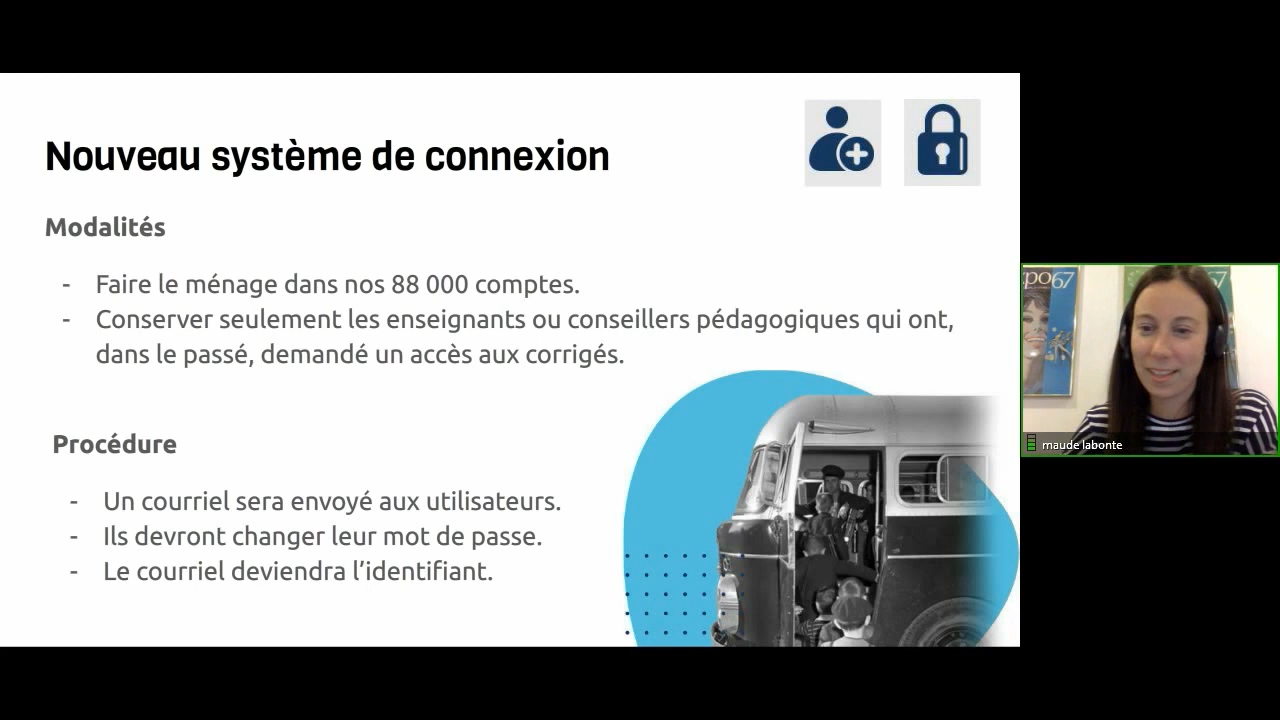 Nouveau système de connexion
Modalités
- Faire le ménage dans nos 88 000 comptes.
- Conserver seulement les enseignants ou conseillers pédagogiques qui ont,
dans le passé, demandé un accès aux corrigés.
Procédure
- Un courriel sera envoyé aux utilisateurs.
- Ils devront changer leur mot de passe.
- Le courriel deviendra l’identifiant.
po67
67
maude labonte